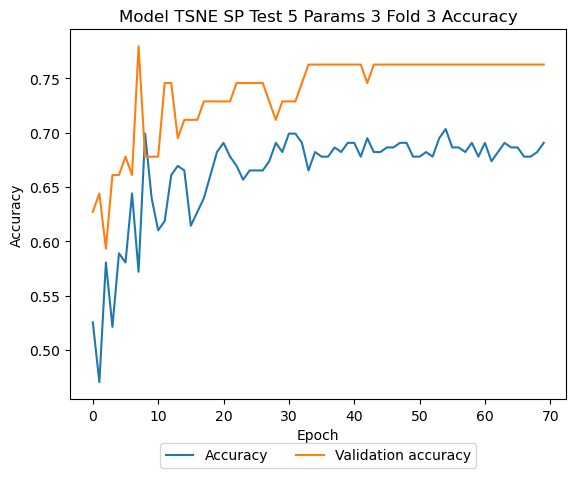 Model TSNE SP Test 5 Params 3 Fold 3 Accuracy
Accuracy
0.75
0.70
0.65
0.60
0.55
0.50
0 10 20 30 40 50 60 70
Epoch
Accuracy Validation accuracy